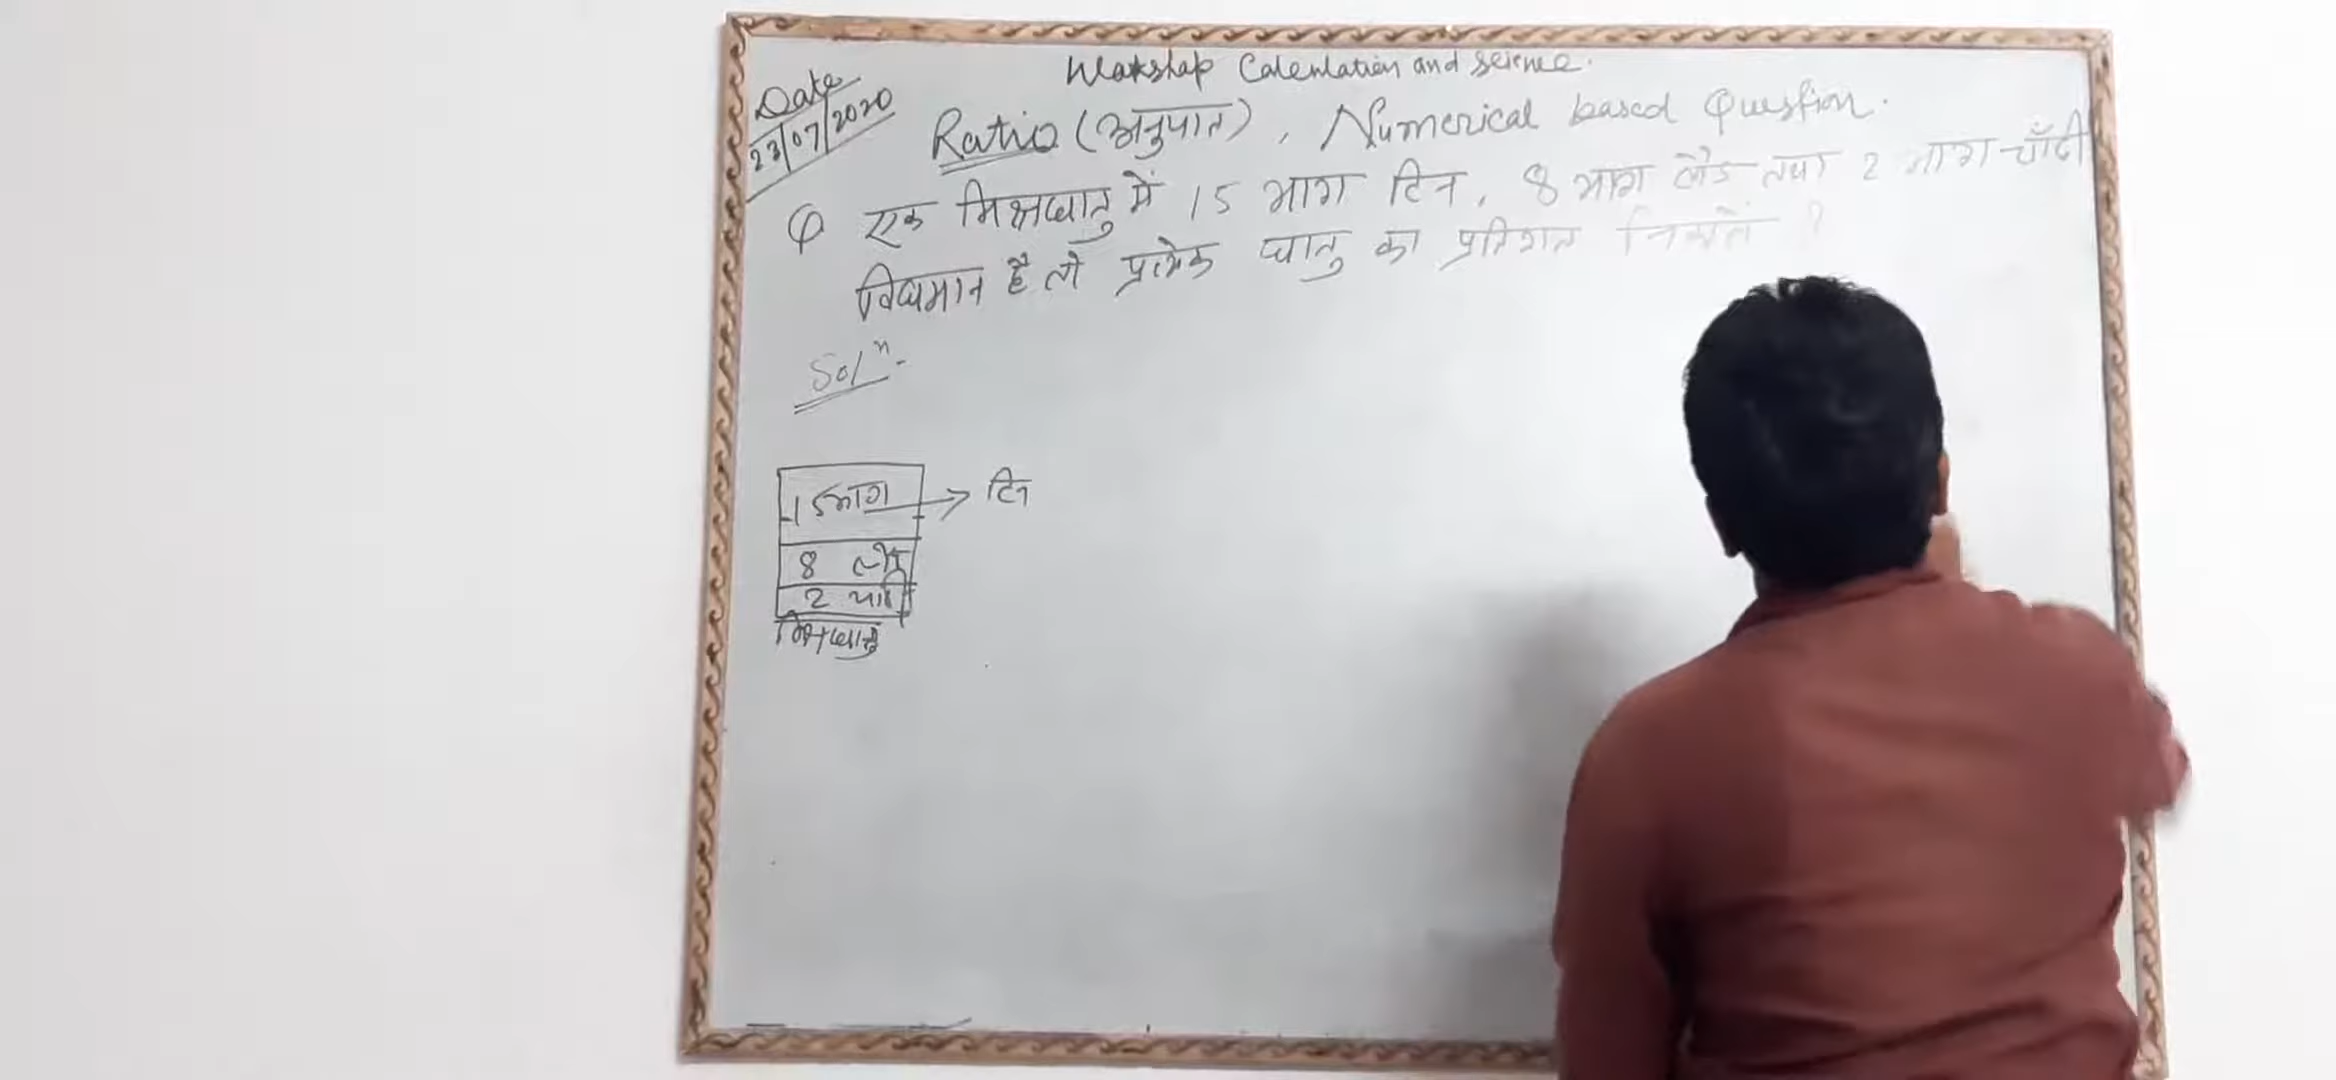 Workshop Calculation and Science.
Date
23/07/2020
Ratio (अनुपात), Numerical based Question.
Q एक मिश्रधातु में 15 भाग टिन, 8 भाग लैड तथा 2 भाग चाँदी
विद्यमान है तो प्रत्येक धातु का प्रतिशत निकालें ?
Solⁿ-
15भाग → टिन
8 लैड
2 चाँदी
मिश्रधातु